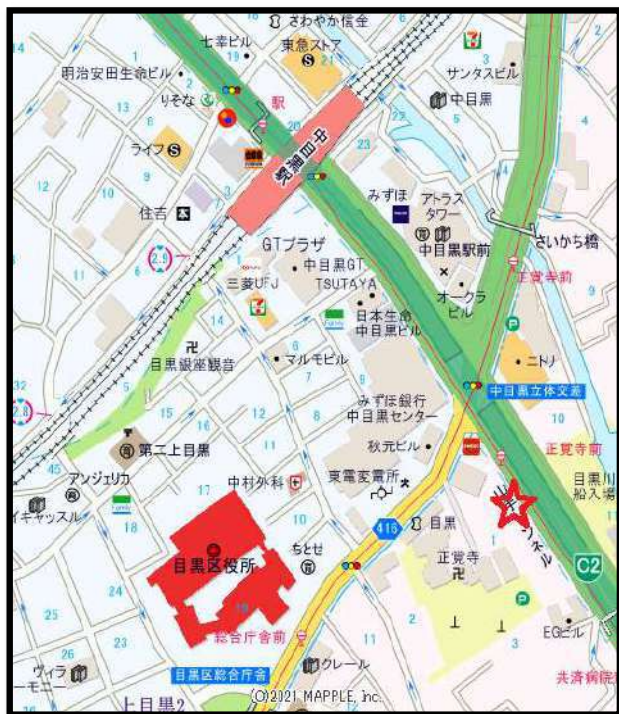 さわやか信金
七幸ビル
19
東急ストア
21
明治安田生命ビル
サンタスビル
りそな
駅
中目黒
20
ライフ
中目黒駅
みずほ
アトラス
タワー
住吉
中目黒駅前
さいかち橋
GTプラザ
2.9
中目黒GT
正覚寺前
三菱UFJ
TSUTAYA
オークラ
ビル
日本生命
中目黒ビル
目黒銀座観音
マルモビル
ニトリ
中目黒立体交差
みずほ銀行
中目黒センター
2.8
秋元ビル
正覚寺前
第二上目黒
目黒川
船入場
アンジェリカ
中村外科
東電変電所
イキャッスル
416
目黒
目黒区役所
ちとせ
正覚寺
C2
総合庁舎前
EGビル
目黒区総合庁舎
クレール
共済病院
ヴィラ
ーモニー
上目黒2
(C)2021 MAPPLE, Inc.